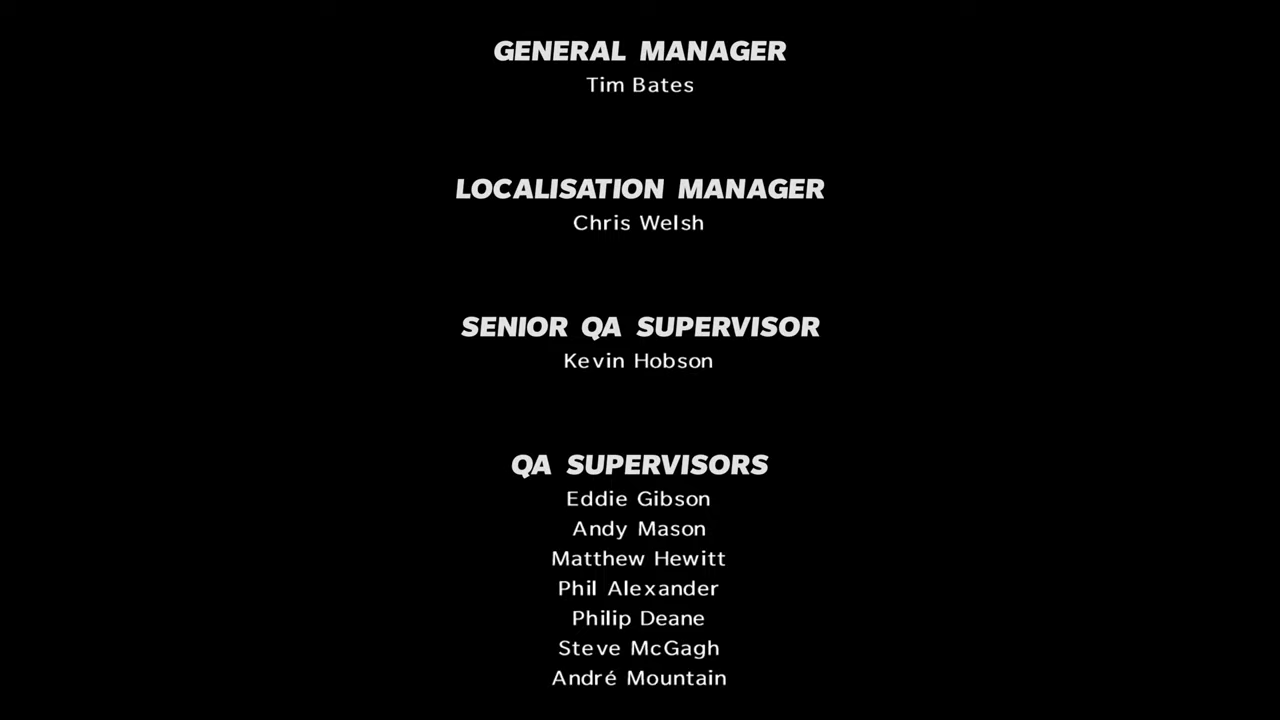 GENERAL MANAGER
Tim Bates
LOCALISATION MANAGER
Chris Welsh
SENIOR QA SUPERVISOR
Kevin Hobson
QA SUPERVISORS
Eddie Gibson
Andy Mason
Matthew Hewitt
Phil Alexander
Philip Deane
Steve McGagh
André Mountain